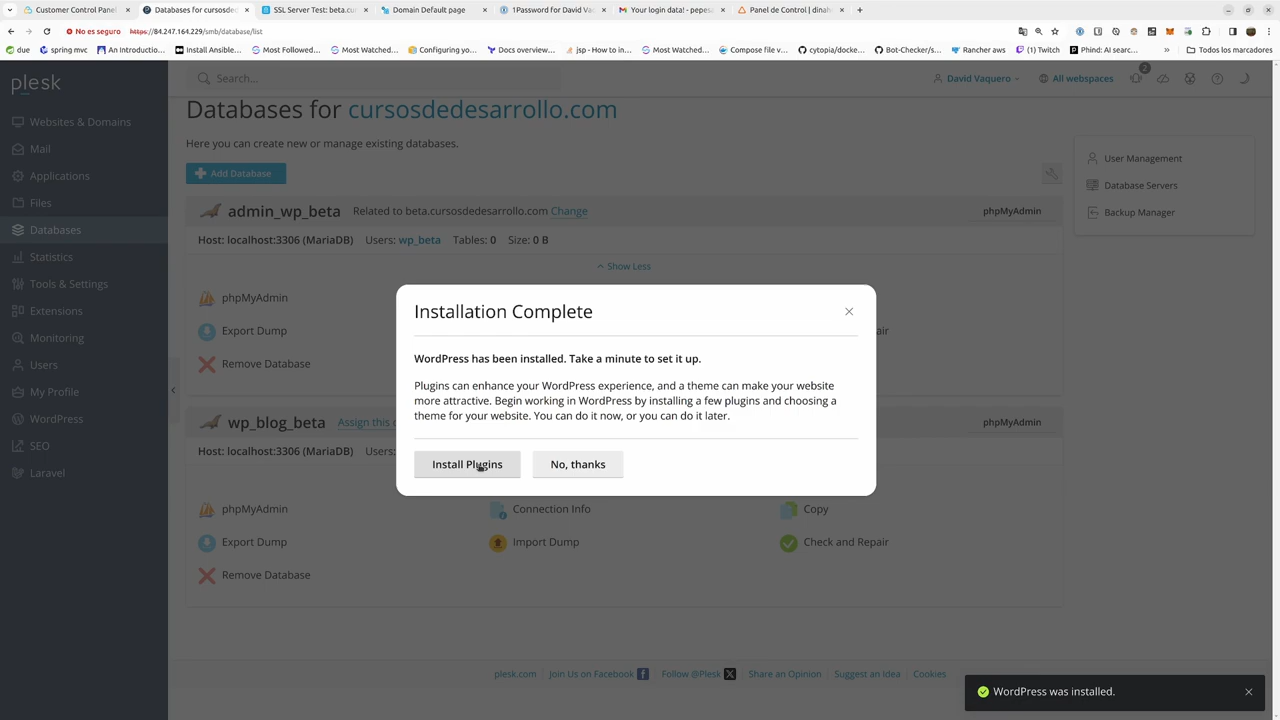 Customer Control Panel
Databases for cursosded
SSL Server Test: beta.cur
Domain Default page
1Password for David Va
Your login data! - pepesa
Panel de Control | dinah
No es seguro
https://84.247.164.229/smb/database/list
due
spring mvc
An Introductio...
Install Ansible...
Most Followed...
Most Watched...
Configuring yo...
Docs overview...
jsp - How to in...
Most Watched...
Compose file v...
cytopia/docke...
Bot-Checker/s...
Rancher aws
(1) Twitch
Phind: AI searc...
»
Todos los marcadores
plesk
Search...
David Vaquero
All webspaces
2
Websites & Domains
Mail
Applications
Files
Databases
Statistics
Tools & Settings
Extensions
Monitoring
Users
My Profile
WordPress
SEO
Laravel
Databases for cursosdedesarrollo.com
Here you can create new or manage existing databases.
Add Database
admin_wp_beta Related to beta.cursosdedesarrollo.com Change phpMyAdmin
Host: localhost:3306 (MariaDB) Users: wp_beta Tables: 0 Size: 0 B
Show Less
phpMyAdmin
Export Dump
air
Remove Database
wp_blog_beta Assign this phpMyAdmin
Host: localhost:3306 (MariaDB) Users:
phpMyAdmin
Connection Info
Copy
Export Dump
Import Dump
Check and Repair
Remove Database
User Management
Database Servers
Backup Manager
Installation Complete
WordPress has been installed. Take a minute to set it up.
Plugins can enhance your WordPress experience, and a theme can make your website
more attractive. Begin working in WordPress by installing a few plugins and choosing a
theme for your website. You can do it now, or you can do it later.
Install Plugins
No, thanks
plesk.com
Join Us on Facebook
Follow @Plesk
Share an Opinion
Suggest an Idea
Cookies
WordPress was installed.